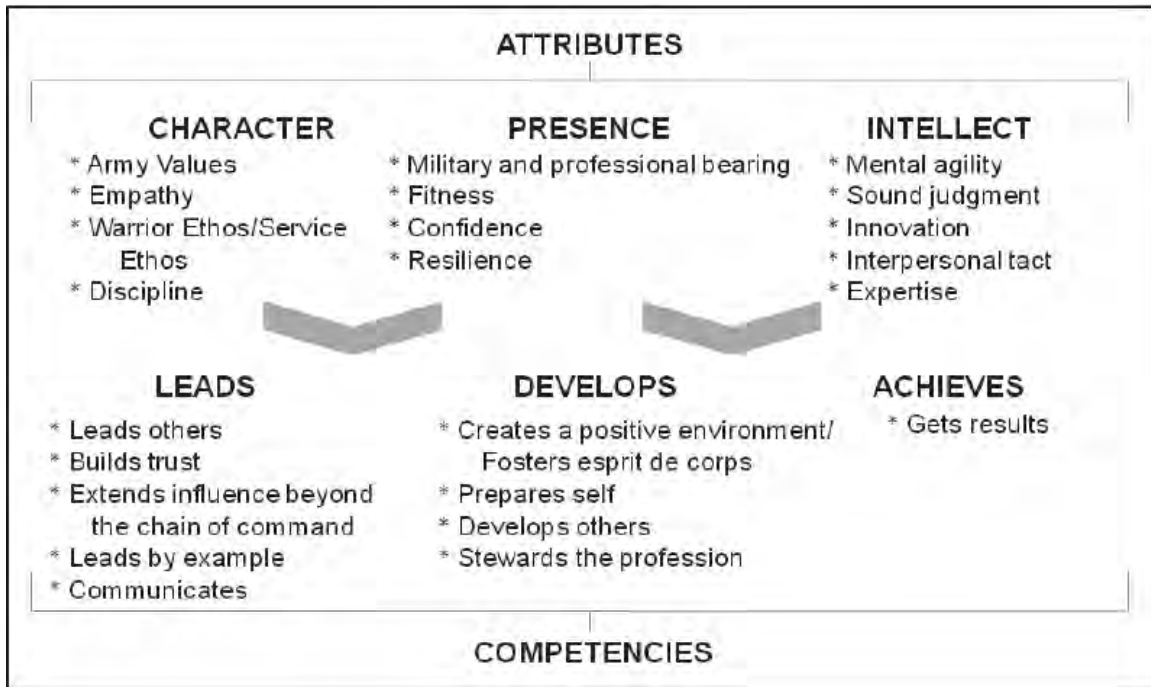 ATTRIBUTES
CHARACTER
* Army Values
* Empathy
* Warrior Ethos/Service
Ethos
* Discipline
PRESENCE
* Military and professional bearing
* Fitness
* Confidence
* Resilience
INTELLECT
* Mental agility
* Sound judgment
* Innovation
* Interpersonal tact
* Expertise
LEADS
* Leads others
* Builds trust
* Extends influence beyond
the chain of command
* Leads by example
* Communicates
DEVELOPS
* Creates a positive environment/
Fosters esprit de corps
* Prepares self
* Develops others
* Stewards the profession
ACHIEVES
* Gets results
COMPETENCIES